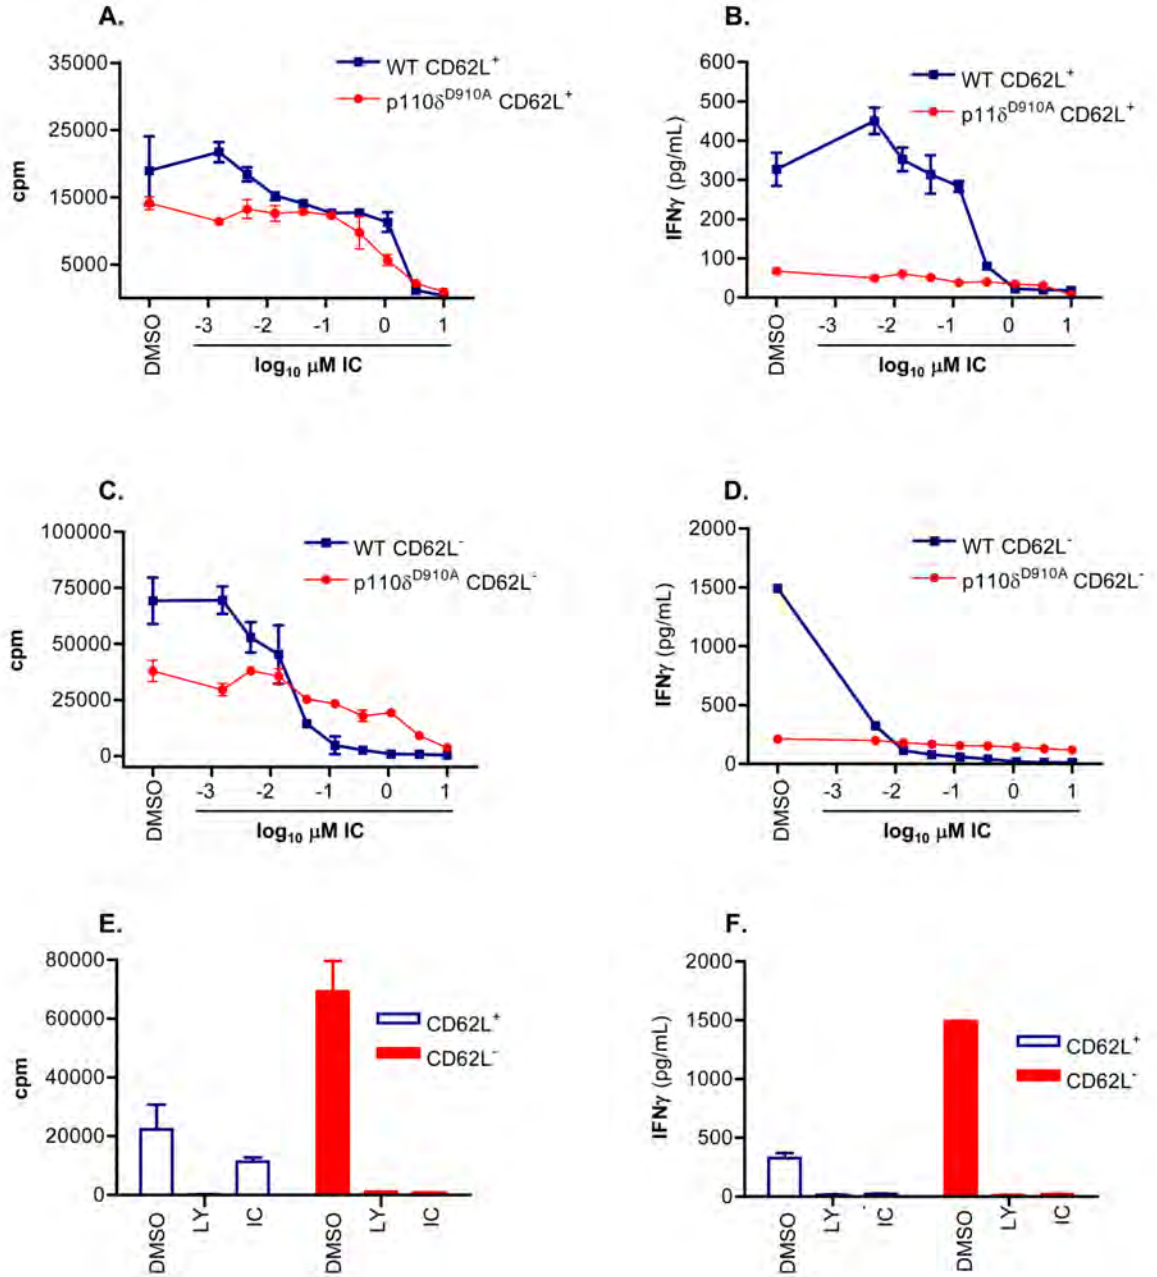 A.
35000
25000
15000
5000
cpm
WT CD62L⁺
p110δᴰ⁹¹⁰ᴬ CD62L⁺
DMSO
-3 -2 -1 0 1
log₁₀ μM IC
B.
600
500
400
300
200
100
0
IFNγ (pg/mL)
WT CD62L⁺
p11δᴰ⁹¹⁰ᴬ CD62L⁺
DMSO
-3 -2 -1 0 1
log₁₀ μM IC
C.
100000
75000
50000
25000
0
cpm
WT CD62L⁻
p110δᴰ⁹¹⁰ᴬ CD62L⁻
DMSO
-3 -2 -1 0 1
log₁₀ μM IC
D.
2000
1500
1000
500
0
IFNγ (pg/mL)
WT CD62L⁻
p110δᴰ⁹¹⁰ᴬ CD62L⁻
DMSO
-3 -2 -1 0 1
log₁₀ μM IC
E.
80000
60000
40000
20000
0
cpm
CD62L⁺
CD62L⁻
DMSO LY IC DMSO LY IC
F.
2000
1500
1000
500
0
IFNγ (pg/mL)
CD62L⁺
CD62L⁻
DMSO LY IC DMSO LY IC